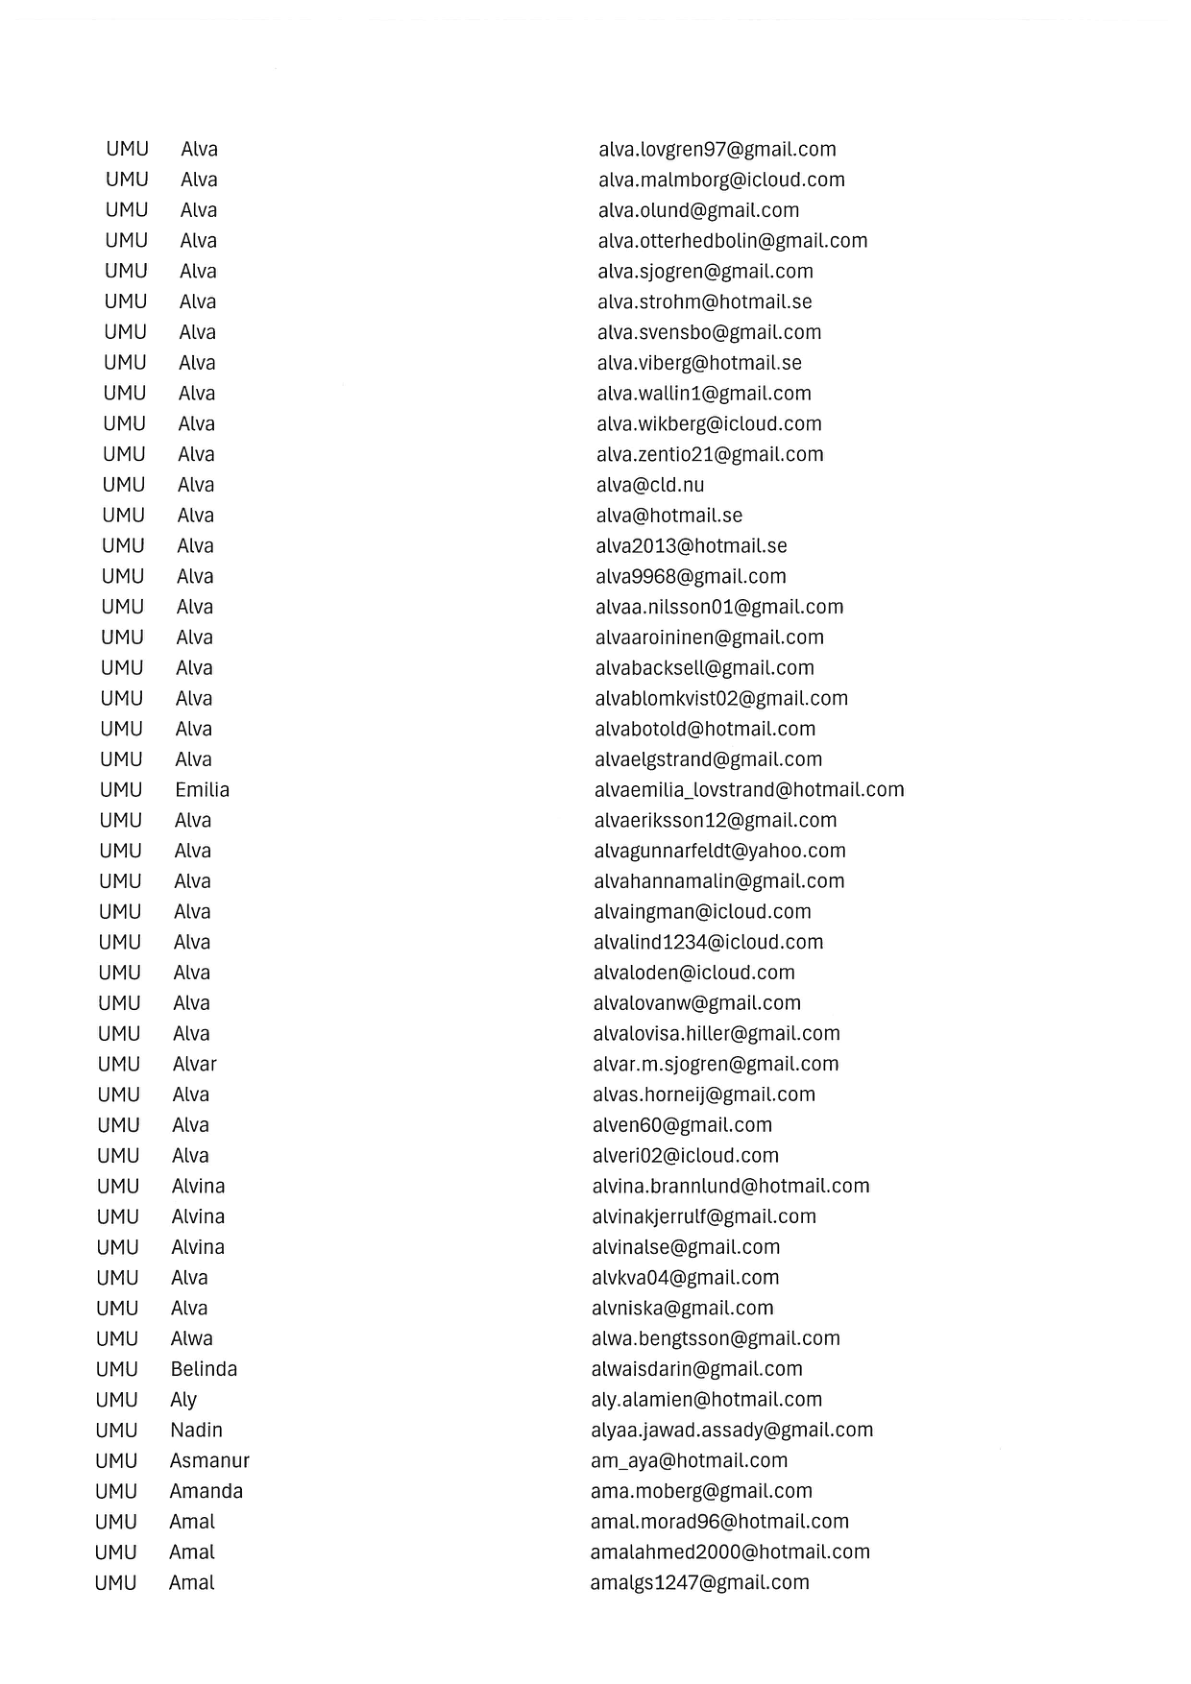 UMU Alva alva.lovgren97@gmail.com
UMU Alva alva.malmborg@icloud.com
UMU Alva alva.olund@gmail.com
UMU Alva alva.otterhedbolin@gmail.com
UMU Alva alva.sjogren@gmail.com
UMU Alva alva.strohm@hotmail.se
UMU Alva alva.svensbo@gmail.com
UMU Alva alva.viberg@hotmail.se
UMU Alva alva.wallin1@gmail.com
UMU Alva alva.wikberg@icloud.com
UMU Alva alva.zentio21@gmail.com
UMU Alva alva@cld.nu
UMU Alva alva@hotmail.se
UMU Alva alva2013@hotmail.se
UMU Alva alva9968@gmail.com
UMU Alva alvaa.nilsson01@gmail.com
UMU Alva alvaaroininen@gmail.com
UMU Alva alvabacksell@gmail.com
UMU Alva alvablomkvist02@gmail.com
UMU Alva alvabotold@hotmail.com
UMU Alva alvaelgstrand@gmail.com
UMU Emilia alvaemilia_lovstrand@hotmail.com
UMU Alva alvaeriksson12@gmail.com
UMU Alva alvagunnarfeldt@yahoo.com
UMU Alva alvahannamalin@gmail.com
UMU Alva alvaingman@icloud.com
UMU Alva alvalind1234@icloud.com
UMU Alva alvaloden@icloud.com
UMU Alva alvalovanw@gmail.com
UMU Alva alvalovisa.hiller@gmail.com
UMU Alvar alvar.m.sjogren@gmail.com
UMU Alva alvas.horneij@gmail.com
UMU Alva alven60@gmail.com
UMU Alva alveri02@icloud.com
UMU Alvina alvina.brannlund@hotmail.com
UMU Alvina alvinakjerrulf@gmail.com
UMU Alvina alvinalse@gmail.com
UMU Alva alvkva04@gmail.com
UMU Alva alvniska@gmail.com
UMU Alwa alwa.bengtsson@gmail.com
UMU Belinda alwaisdarin@gmail.com
UMU Aly aly.alamien@hotmail.com
UMU Nadin alyaa.jawad.assady@gmail.com
UMU Asmanur am_aya@hotmail.com
UMU Amanda ama.moberg@gmail.com
UMU Amal amal.morad96@hotmail.com
UMU Amal amalahmed2000@hotmail.com
UMU Amal amalgs1247@gmail.com